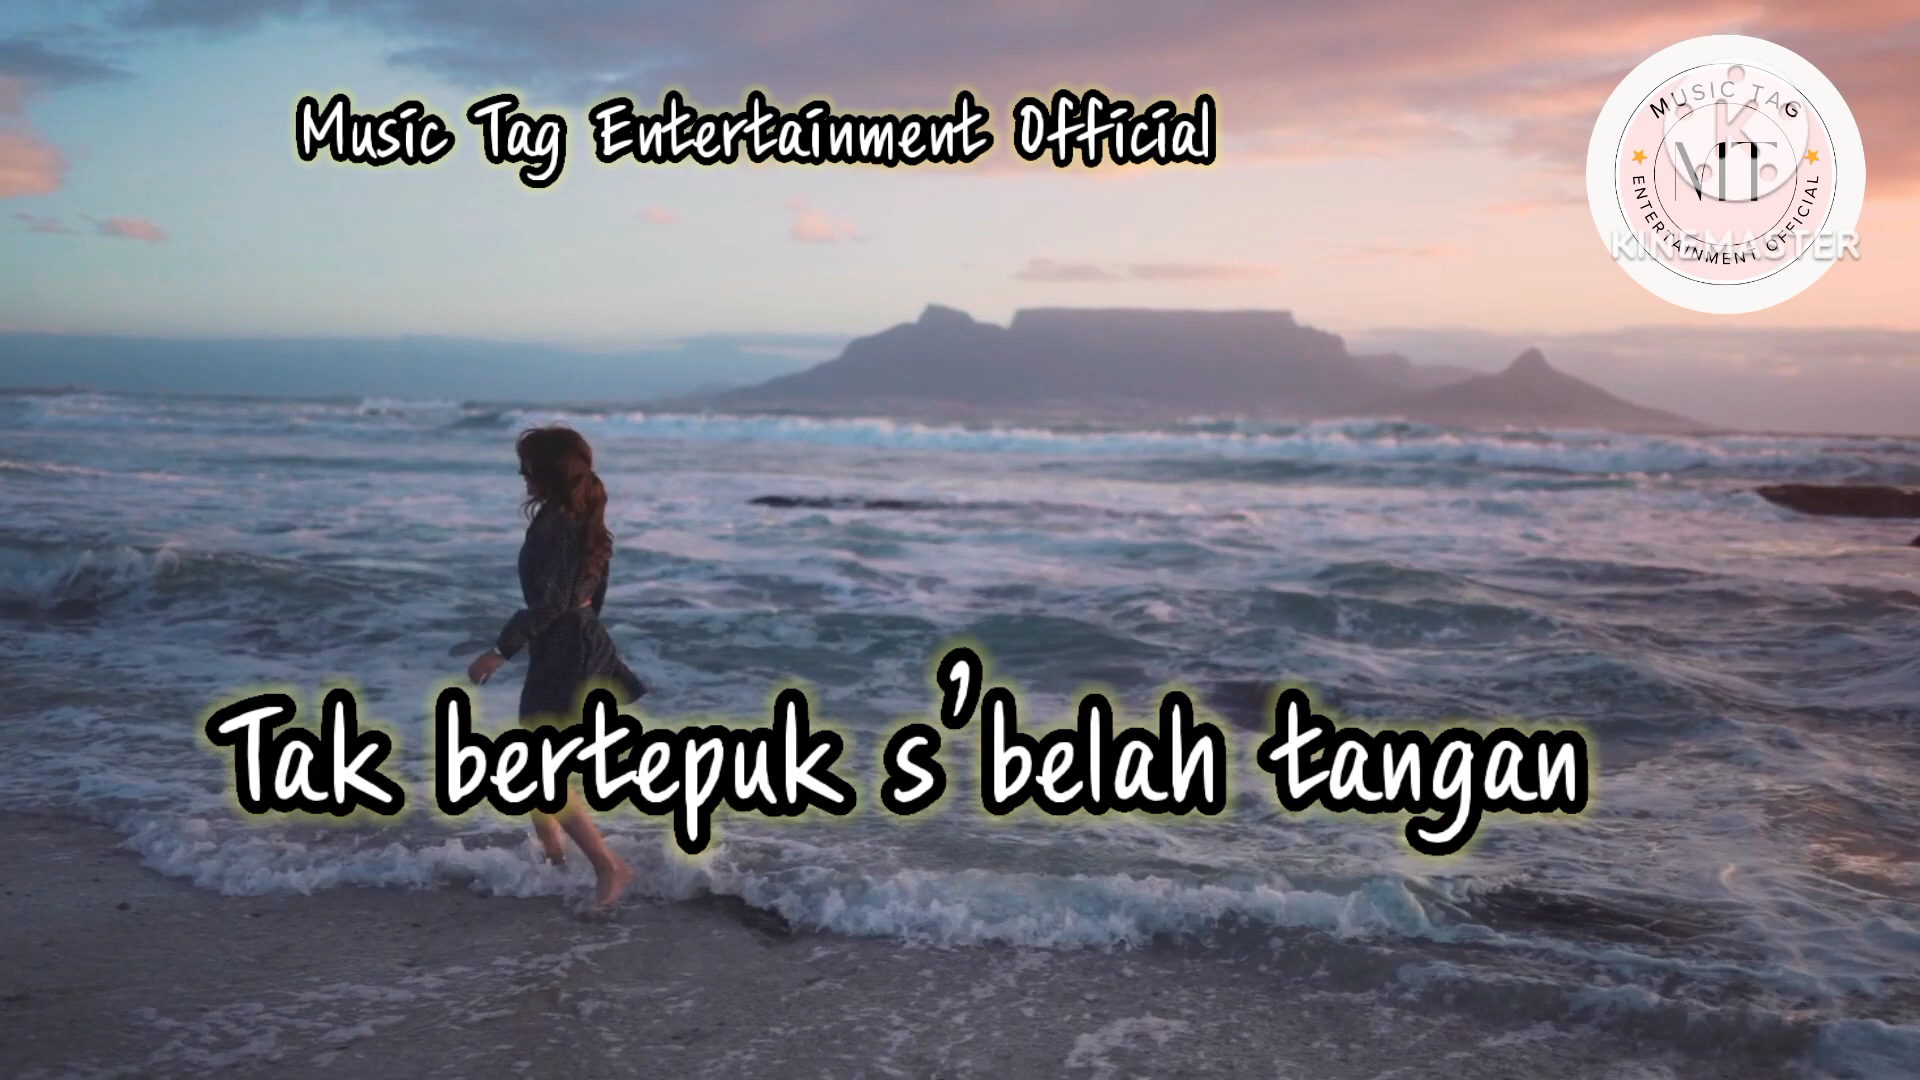 Music Tag Entertainment Official
MUSIC TAG
MT
ENTERTAINMENT OFFICIAL
KINEMASTER
Tak bertepuk s'belah tangan